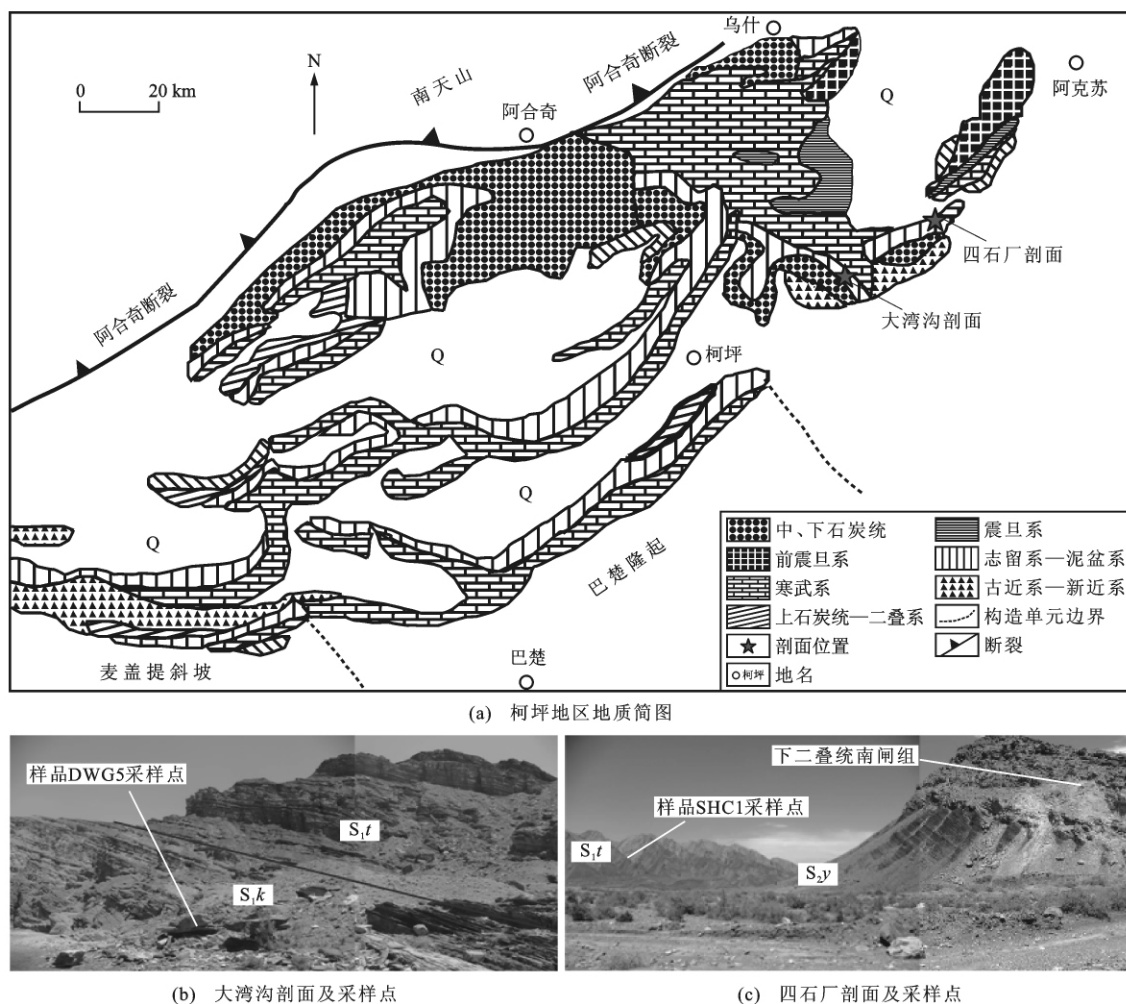 乌什
阿克苏
0 20 km
N
南天山
阿合奇断裂
阿合奇
Q
四石厂剖面
大湾沟剖面
阿合奇断裂
Q
柯坪
Q
Q
巴楚隆起
麦盖提斜坡
巴楚
中、下石炭统
震旦系
前震旦系
志留系—泥盆系
寒武系
古近系—新近系
上石炭统—二叠系
构造单元边界
剖面位置
断裂
柯坪 地名
(a) 柯坪地区地质简图
样品DWG5采样点
S₁t
S₁k
(b) 大湾沟剖面及采样点
下二叠统南闸组
样品SHC1采样点
S₁t
S₂y
(c) 四石厂剖面及采样点